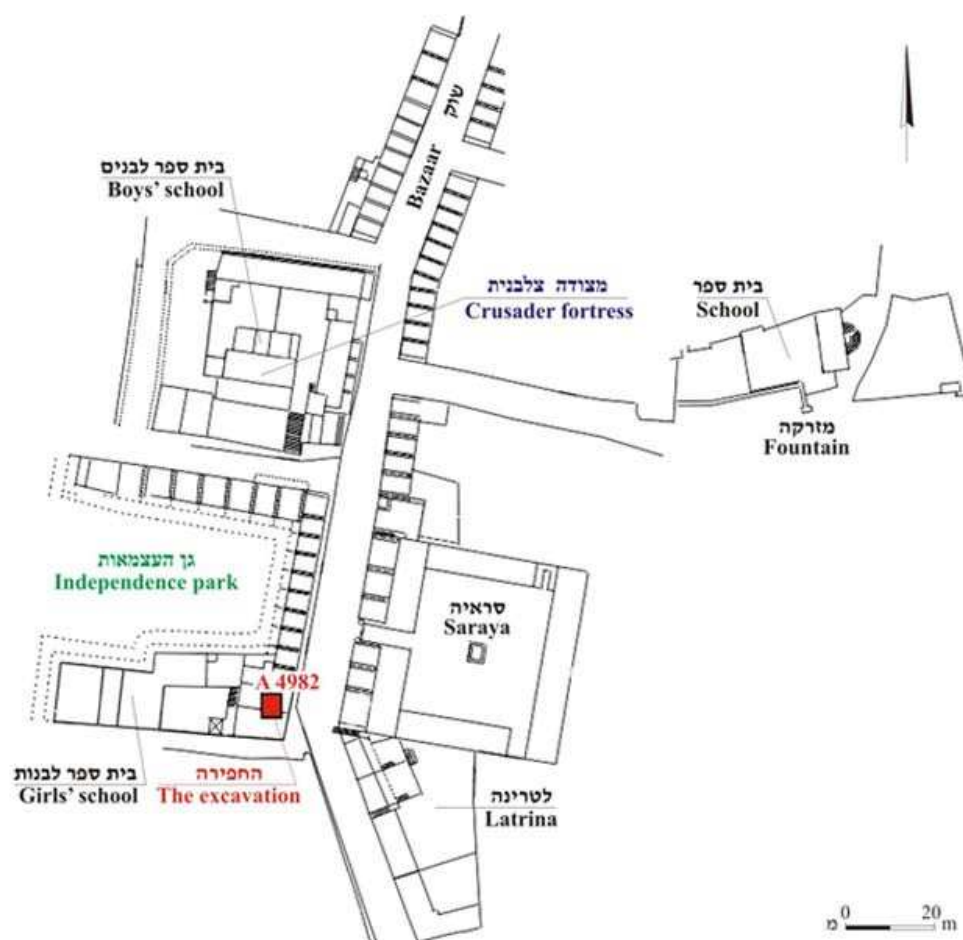 שוק
Bazaar
בית ספר לבנים
Boys' school
מצודה צלבנית
Crusader fortress
בית ספר
School
מזרקה
Fountain
גן העצמאות
Independence park
סראיה
Saraya
A 4982
בית ספר לבנות
Girls' school
החפירה
The excavation
לטרינה
Latrina
מ 0 20 m